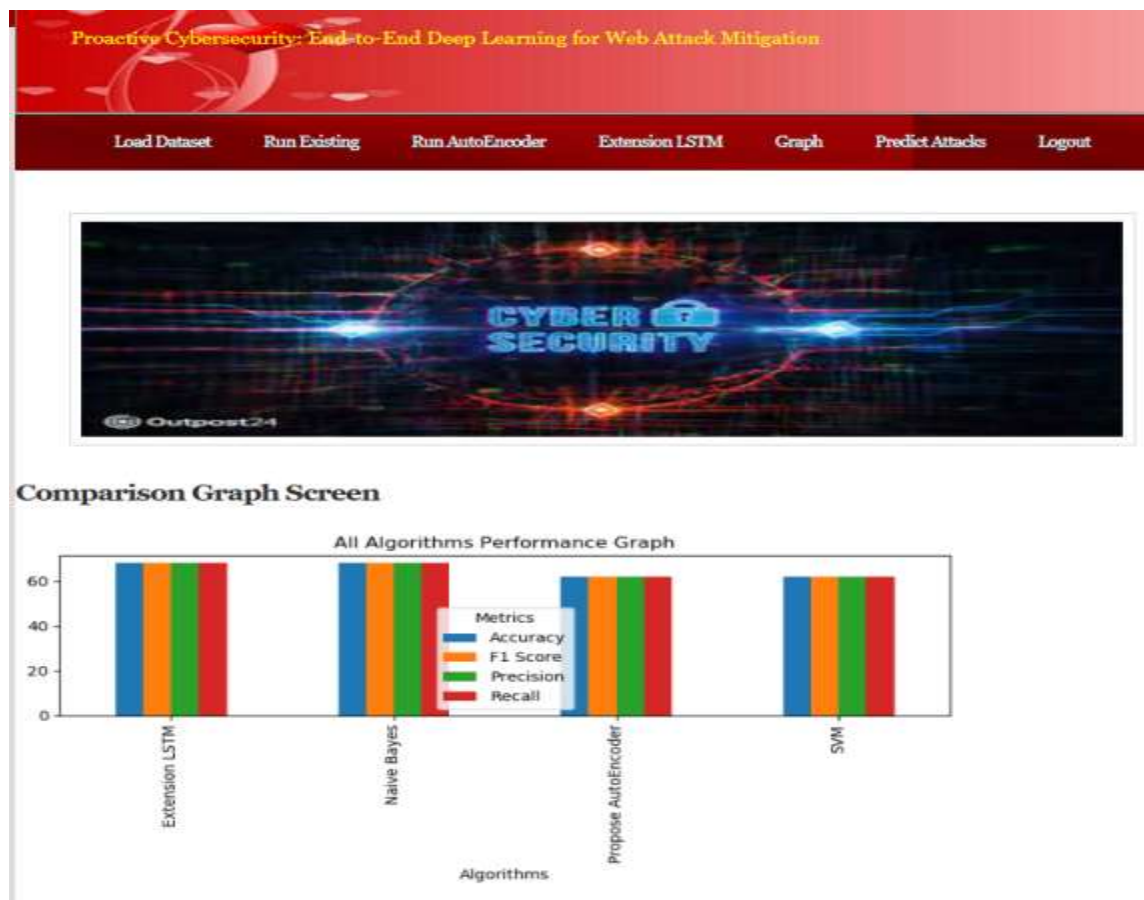 Proactive Cybersecurity: End-to-End Deep Learning for Web Attack Mitigation
Load Dataset Run Existing Run AutoEncoder Extension LSTM Graph Predict Attacks Logout
CYBER
SECURITY
Outpost24
Comparison Graph Screen
All Algorithms Performance Graph
60
40
20
0
Metrics
Accuracy
F1 Score
Precision
Recall
Extension LSTM
Naive Bayes
Propose AutoEncoder
SVM
Algorithms